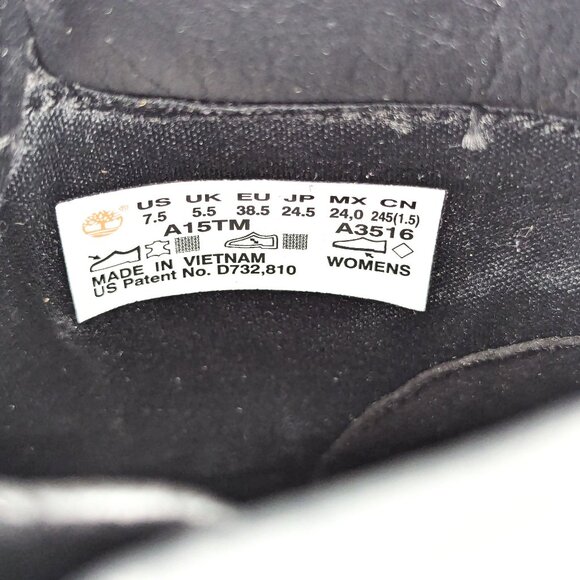 US UK EU JP MX CN
7.5 5.5 38.5 24.5 24,0 245(1.5)
A15TM A3516
MADE IN VIETNAM WOMENS
US Patent No. D732,810